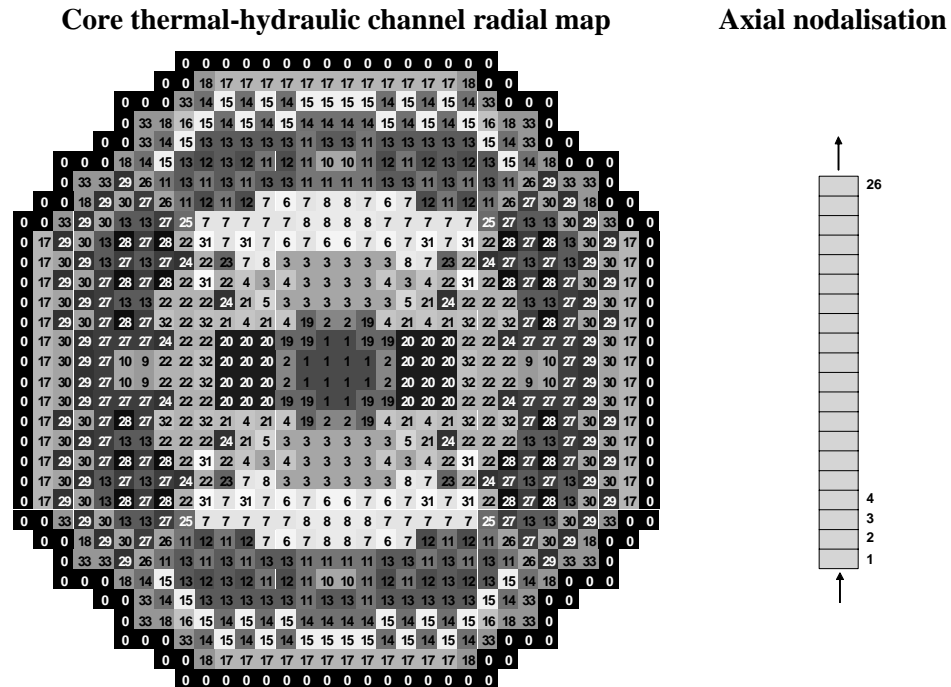 Core thermal-hydraulic channel radial map
Axial nodalisation
0 0 0 0 0 0 0 0 0 0 0 0 0 0 0 0
0 0 18 17 17 17 17 17 17 17 17 17 17 17 17 18 0 0
0 0 0 33 14 15 14 15 14 15 15 15 15 14 15 14 15 14 33 0 0 0
0 33 18 16 15 14 15 14 15 14 14 14 14 15 14 15 14 15 16 18 33 0
0 0 33 14 15 13 13 13 13 13 11 13 13 11 13 13 13 13 13 15 14 33 0 0
0 0 0 18 14 15 13 12 13 12 11 12 11 10 10 11 12 11 12 13 12 13 15 14 18 0 0 0
0 33 33 29 26 11 13 11 13 11 13 13 11 11 11 11 13 13 11 13 11 13 11 26 29 33 33 0
0 0 18 29 30 27 26 11 12 11 12 7 6 7 8 8 7 6 7 12 11 12 11 26 27 30 29 18 0 0
0 0 33 29 30 13 13 27 25 7 7 7 7 7 8 8 8 8 7 7 7 7 7 25 27 13 13 30 29 33 0 0
0 17 29 30 13 28 27 28 22 31 7 31 7 6 7 6 6 7 6 7 31 7 31 22 28 27 28 13 30 29 17 0
0 17 30 29 13 27 13 27 24 22 23 7 8 3 3 3 3 3 3 8 7 23 22 24 27 13 27 13 29 30 17 0
0 17 29 30 27 28 27 28 22 31 22 4 3 4 3 3 3 3 4 3 4 22 31 22 28 27 28 27 30 29 17 0
0 17 30 29 27 13 13 22 22 22 24 21 5 3 3 3 3 3 3 5 21 24 22 22 22 13 13 27 29 30 17 0
0 17 29 30 27 28 27 32 22 32 21 4 21 4 19 2 2 19 4 21 4 21 32 22 32 27 28 27 30 29 17 0
0 17 30 29 27 27 27 24 22 22 20 20 20 19 19 1 1 19 19 20 20 20 22 22 24 27 27 27 29 30 17 0
0 17 30 29 27 10 9 22 22 32 20 20 20 2 1 1 1 1 2 20 20 20 32 22 22 9 10 27 29 30 17 0
0 17 30 29 27 10 9 22 22 32 20 20 20 2 1 1 1 1 2 20 20 20 32 22 22 9 10 27 29 30 17 0
0 17 30 29 27 27 27 24 22 22 20 20 20 19 19 1 1 19 19 20 20 20 22 22 24 27 27 27 29 30 17 0
0 17 29 30 27 28 27 32 22 32 21 4 21 4 19 2 2 19 4 21 4 21 32 22 32 27 28 27 30 29 17 0
0 17 30 29 27 13 13 22 22 22 24 21 5 3 3 3 3 3 3 5 21 24 22 22 22 13 13 27 29 30 17 0
0 17 29 30 27 28 27 28 22 31 22 4 3 4 3 3 3 3 4 3 4 22 31 22 28 27 28 27 30 29 17 0
0 17 30 29 13 27 13 27 24 22 23 7 8 3 3 3 3 3 3 8 7 23 22 24 27 13 27 13 29 30 17 0
0 17 29 30 13 28 27 28 22 31 7 31 7 6 7 6 6 7 6 7 31 7 31 22 28 27 28 13 30 29 17 0
0 0 33 29 30 13 13 27 25 7 7 7 7 7 8 8 8 8 7 7 7 7 7 25 27 13 13 30 29 33 0 0
0 0 18 29 30 27 26 11 12 11 12 7 6 7 8 8 7 6 7 12 11 12 11 26 27 30 29 18 0 0
0 33 33 29 26 11 13 11 13 11 13 13 11 11 11 11 13 13 11 13 11 13 11 26 29 33 33 0
0 0 0 18 14 15 13 12 13 12 11 12 11 10 10 11 12 11 12 13 12 13 15 14 18 0 0 0
0 0 33 14 15 13 13 13 13 13 11 13 13 11 13 13 13 13 13 15 14 33 0 0
0 33 18 16 15 14 15 14 15 14 14 14 14 15 14 15 14 15 16 18 33 0
0 0 0 33 14 15 14 15 14 15 15 15 15 14 15 14 15 14 33 0 0 0
0 0 18 17 17 17 17 17 17 17 17 17 17 17 17 18 0 0
0 0 0 0 0 0 0 0 0 0 0 0 0 0 0 0
26
4
3
2
1